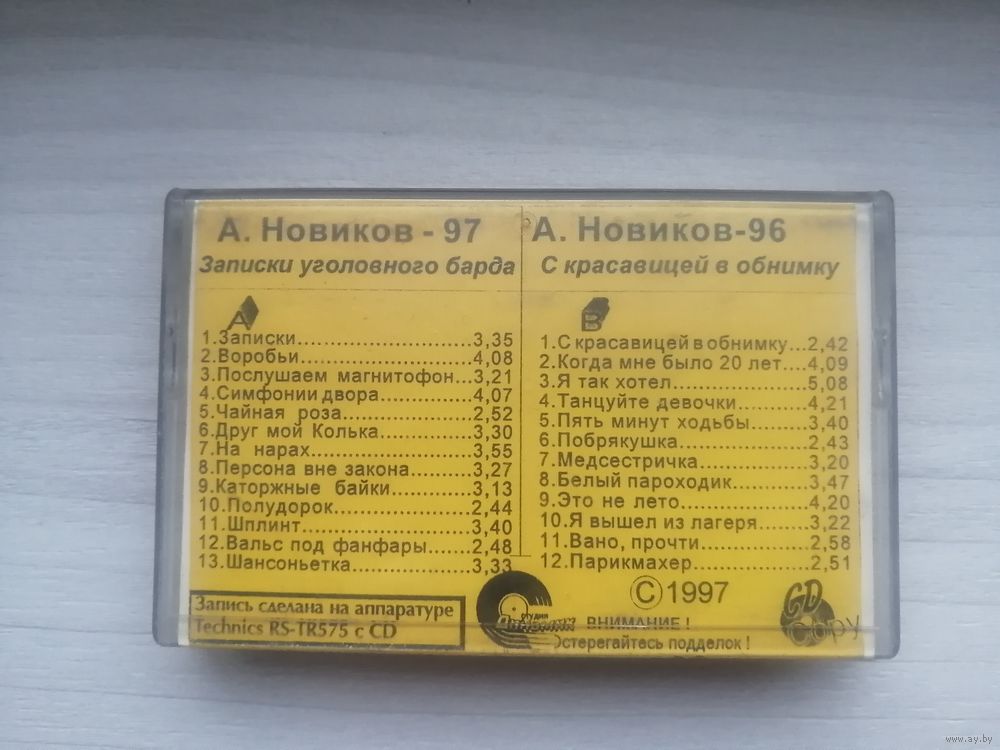 А. Новиков - 97
Записки уголовного барда
А
1.Записки...................3,35
2.Воробьи...................4,08
3.Послушаем магнитофон...3,21
4.Симфонии двора..........4,07
5.Чайная роза..............2,52
6.Друг мой Колька..........3,30
7.На нарах..................3,55
8.Персона вне закона.......3,27
9.Каторжные байки.........3,13
10.Полудорок...............2,44
11.Шплинт..................3,40
12.Вальс под фанфары......2,48
13.Шансоньетка.............3,33
Запись сделана на аппаратуре
Technics RS-TR575 с CD
студия
А. Новиков-96
С красавицей в обнимку
В
1.С красавицей в обнимку...2,42
2.Когда мне было 20 лет....4,09
3.Я так хотел...............5,08
4.Танцуйте девочки.........4,21
5.Пять минут ходьбы.......3,40
6.Побрякушка...............2,43
7.Медсестричка.............3,20
8.Белый пароходик..........3,47
9.Это не лето...............4,20
10.Я вышел из лагеря.......3,22
11.Вано, прочти.............2,58
12.Парикмахер..............2,51
©1997
ВНИМАНИЕ !
Остерегайтесь подделок !
CD
copy
www.ay.by